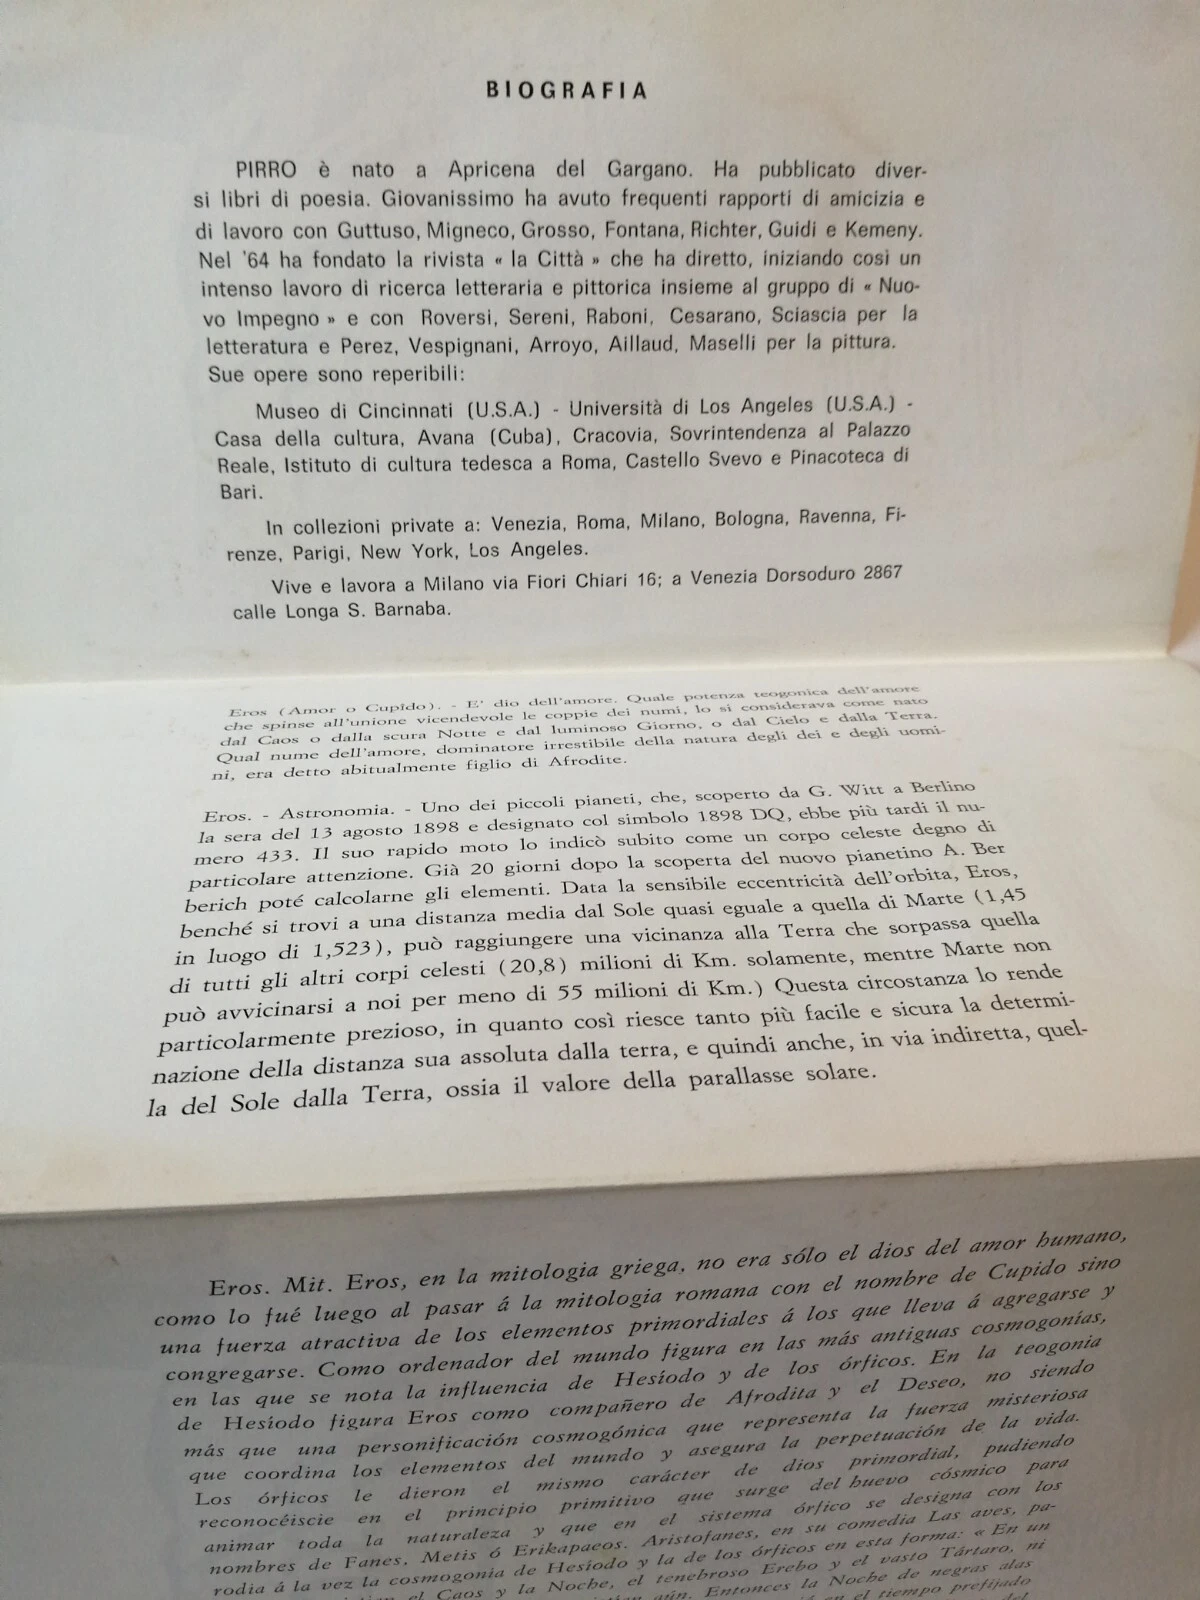 BIOGRAFIA
PIRRO è nato a Apricena del Gargano. Ha pubblicato diver-
si libri di poesia. Giovanissimo ha avuto frequenti rapporti di amicizia e
di lavoro con Guttuso, Migneco, Grosso, Fontana, Richter, Guidi e Kemeny.
Nel '64 ha fondato la rivista « la Città » che ha diretto, iniziando così un
intenso lavoro di ricerca letteraria e pittorica insieme al gruppo di « Nuo-
vo Impegno » e con Roversi, Sereni, Raboni, Cesarano, Sciascia per la
letteratura e Perez, Vespignani, Arroyo, Aillaud, Maselli per la pittura.
Sue opere sono reperibili:
Museo di Cincinnati (U.S.A.) - Università di Los Angeles (U.S.A.) -
Casa della cultura, Avana (Cuba), Cracovia, Sovrintendenza al Palazzo
Reale, Istituto di cultura tedesca a Roma, Castello Svevo e Pinacoteca di
Bari.
In collezioni private a: Venezia, Roma, Milano, Bologna, Ravenna, Fi-
renze, Parigi, New York, Los Angeles.
Vive e lavora a Milano via Fiori Chiari 16; a Venezia Dorsoduro 2867
calle Longa S. Barnaba.
Eros (Amor o Cupido). - E' dio dell'amore. Quale potenza teogonica dell'amore
che spinse all'unione vicendevole le coppie dei numi, lo si considerava come nato
dal Caos o dalla scura Notte e dal luminoso Giorno, o dal Cielo e dalla Terra.
Qual nume dell'amore, dominatore irrestibile della natura degli dei e degli uomi-
ni, era detto abitualmente figlio di Afrodite.
Eros. - Astronomia. - Uno dei piccoli pianeti, che, scoperto da G. Witt a Berlino
la sera del 13 agosto 1898 e designato col simbolo 1898 DQ, ebbe più tardi il nu-
mero 433. Il suo rapido moto lo indicò subito come un corpo celeste degno di
particolare attenzione. Già 20 giorni dopo la scoperta del nuovo pianetino A. Ber
berich poté calcolarne gli elementi. Data la sensibile eccentricità dell'orbita, Eros,
benché si trovi a una distanza media dal Sole quasi eguale a quella di Marte (1,45
in luogo di 1,523), può raggiungere una vicinanza alla Terra che sorpassa quella
di tutti gli altri corpi celesti (20,8) milioni di Km. solamente, mentre Marte non
può avvicinarsi a noi per meno di 55 milioni di Km.) Questa circostanza lo rende
particolarmente prezioso, in quanto così riesce tanto più facile e sicura la determi-
nazione della distanza sua assoluta dalla terra, e quindi anche, in via indiretta, quel-
la del Sole dalla Terra, ossia il valore della parallasse solare.
Eros. Mit. Eros, en la mitologia griega, no era sólo el dios del amor humano,
como lo fué luego al pasar á la mitologia romana con el nombre de Cupido sino
una fuerza atractiva de los elementos primordiales á los que lleva á agregarse y
congregarse. Como ordenador del mundo figura en las más antiguas cosmogonías,
en las que se nota la influencia de Hesíodo y de los órficos. En la teogonia
de Hesíodo figura Eros como compañero de Afrodita y el Deseo, no siendo
más que una personificación cosmogónica que representa la fuerza misteriosa
que coordina los elementos del mundo y asegura la perpetuación de la vida.
Los órficos le dieron el mismo carácter de dios primordial, pudiendo
reconocéiscie en el principio primitivo que surge del huevo cósmico para
animar toda la naturaleza y que en el sistema órfico se designa con los
nombres de Fanes, Metis ó Erikapaeos. Aristofanes, en su comedia Las aves, pa-
rodia á la vez la cosmogonia de Hesíodo y la de los órficos en esta forma: « En un
el Caos y la Noche, el tenebroso Erebo y el vasto Tártaro, ni
aún. Entonces la Noche de negras alas
en el tiempo prefijado
del